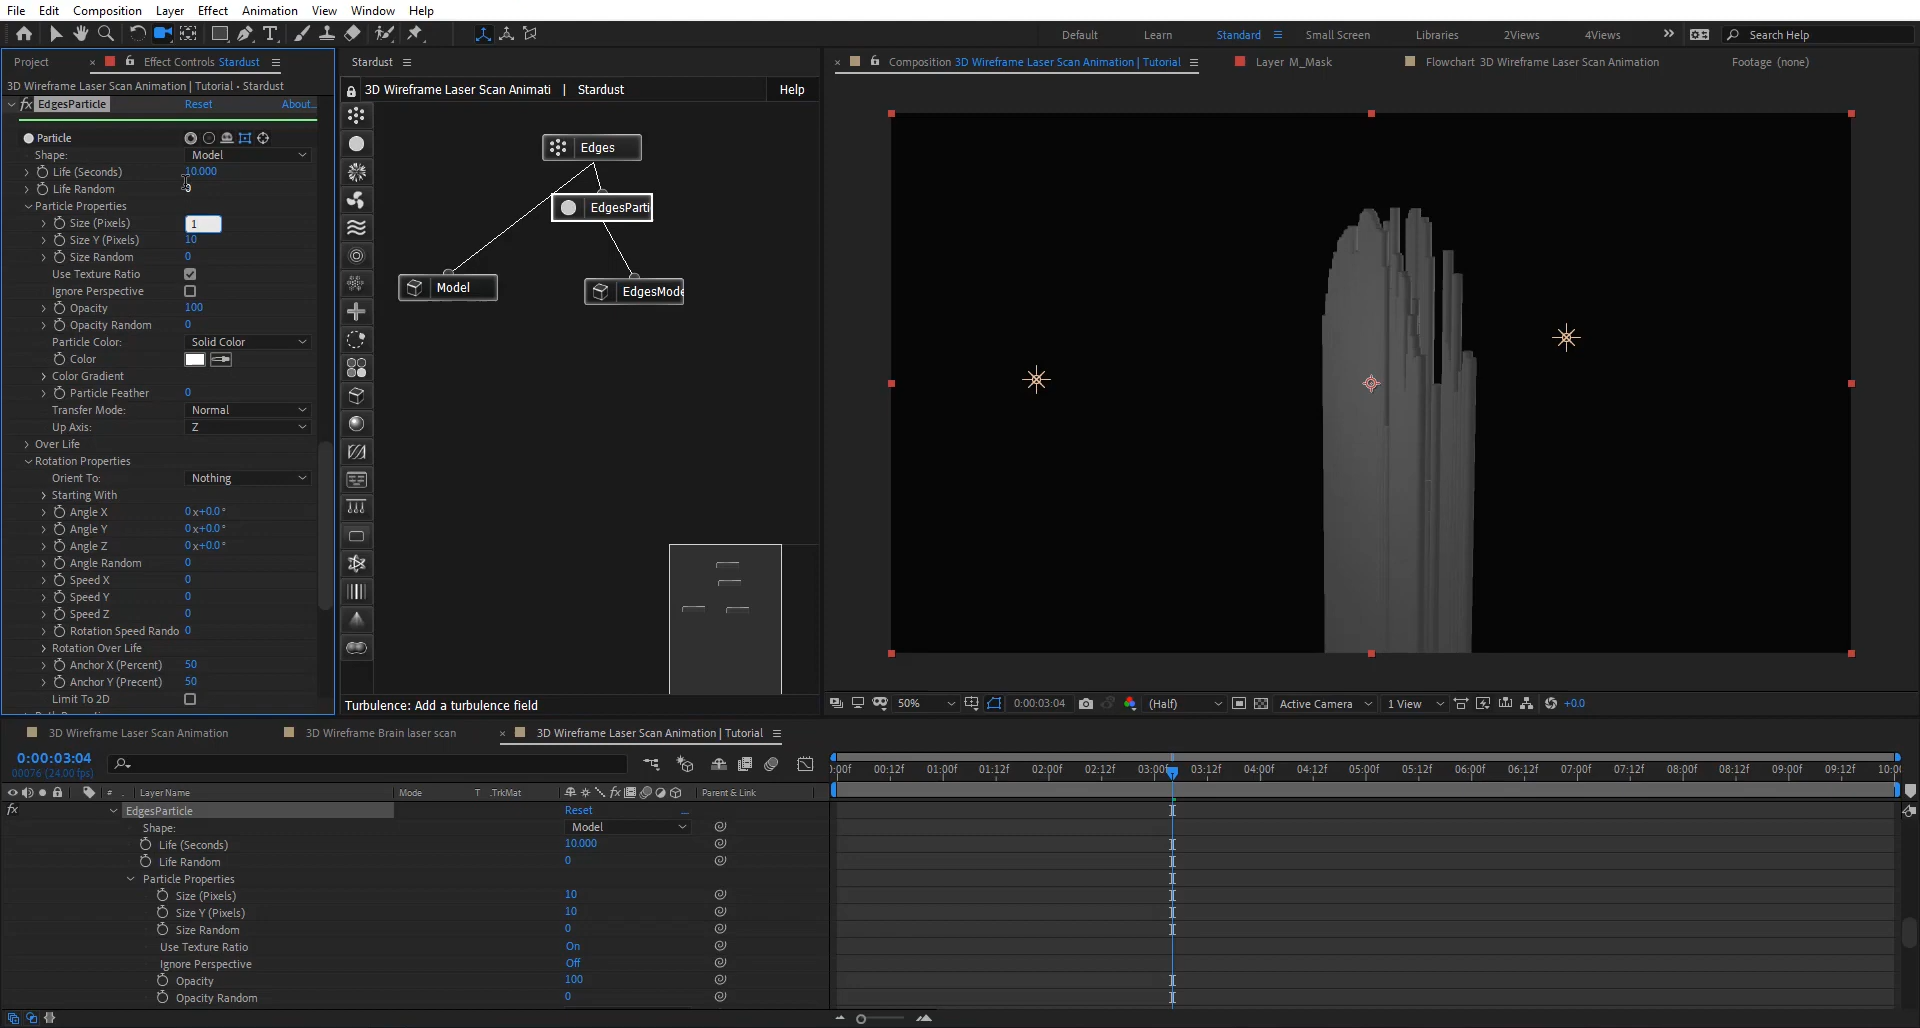 File Edit Composition Layer Effect Animation View Window Help
Default Learn Standard Small Screen Libraries 2Views 4Views Search Help
Project Effect Controls Stardust
3D Wireframe Laser Scan Animation | Tutorial • Stardust
fx EdgesParticle Reset About...
Particle
Shape: Model
Life (Seconds) 10.000
Life Random 0
Particle Properties
Size (Pixels) 1
Size Y (Pixels) 10
Size Random 0
Use Texture Ratio
Ignore Perspective
Opacity 100
Opacity Random 0
Particle Color: Solid Color
Color
Color Gradient
Particle Feather 0
Transfer Mode: Normal
Up Axis: Z
Over Life
Rotation Properties
Orient To: Nothing
Starting With
Angle X 0x+0.0°
Angle Y 0x+0.0°
Angle Z 0x+0.0°
Angle Random 0
Speed X 0
Speed Y 0
Speed Z 0
Rotation Speed Rando 0
Rotation Over Life
Anchor X (Percent) 50
Anchor Y (Precent) 50
Limit To 2D
Stardust
3D Wireframe Laser Scan Animati | Stardust Help
Edges
EdgesParti
Model
EdgesMode
Turbulence: Add a turbulence field
Composition 3D Wireframe Laser Scan Animation | Tutorial Layer M_Mask Flowchart 3D Wireframe Laser Scan Animation Footage (none)
50% 0:00:03:04 (Half) Active Camera 1 View +0.0
3D Wireframe Laser Scan Animation 3D Wireframe Brain laser scan 3D Wireframe Laser Scan Animation | Tutorial
0:00:03:04
00076 (24.00 fps)
# Layer Name Mode T .TrkMat fx Parent & Link
:00f 00:12f 01:00f 01:12f 02:00f 02:12f 03:00f 03:12f 04:00f 04:12f 05:00f 05:12f 06:00f 06:12f 07:00f 07:12f 08:00f 08:12f 09:00f 09:12f 10:0
fx EdgesParticle Reset ...
Shape: Model
Life (Seconds) 10.000
Life Random 0
Particle Properties
Size (Pixels) 10
Size Y (Pixels) 10
Size Random 0
Use Texture Ratio On
Ignore Perspective Off
Opacity 100
Opacity Random 0